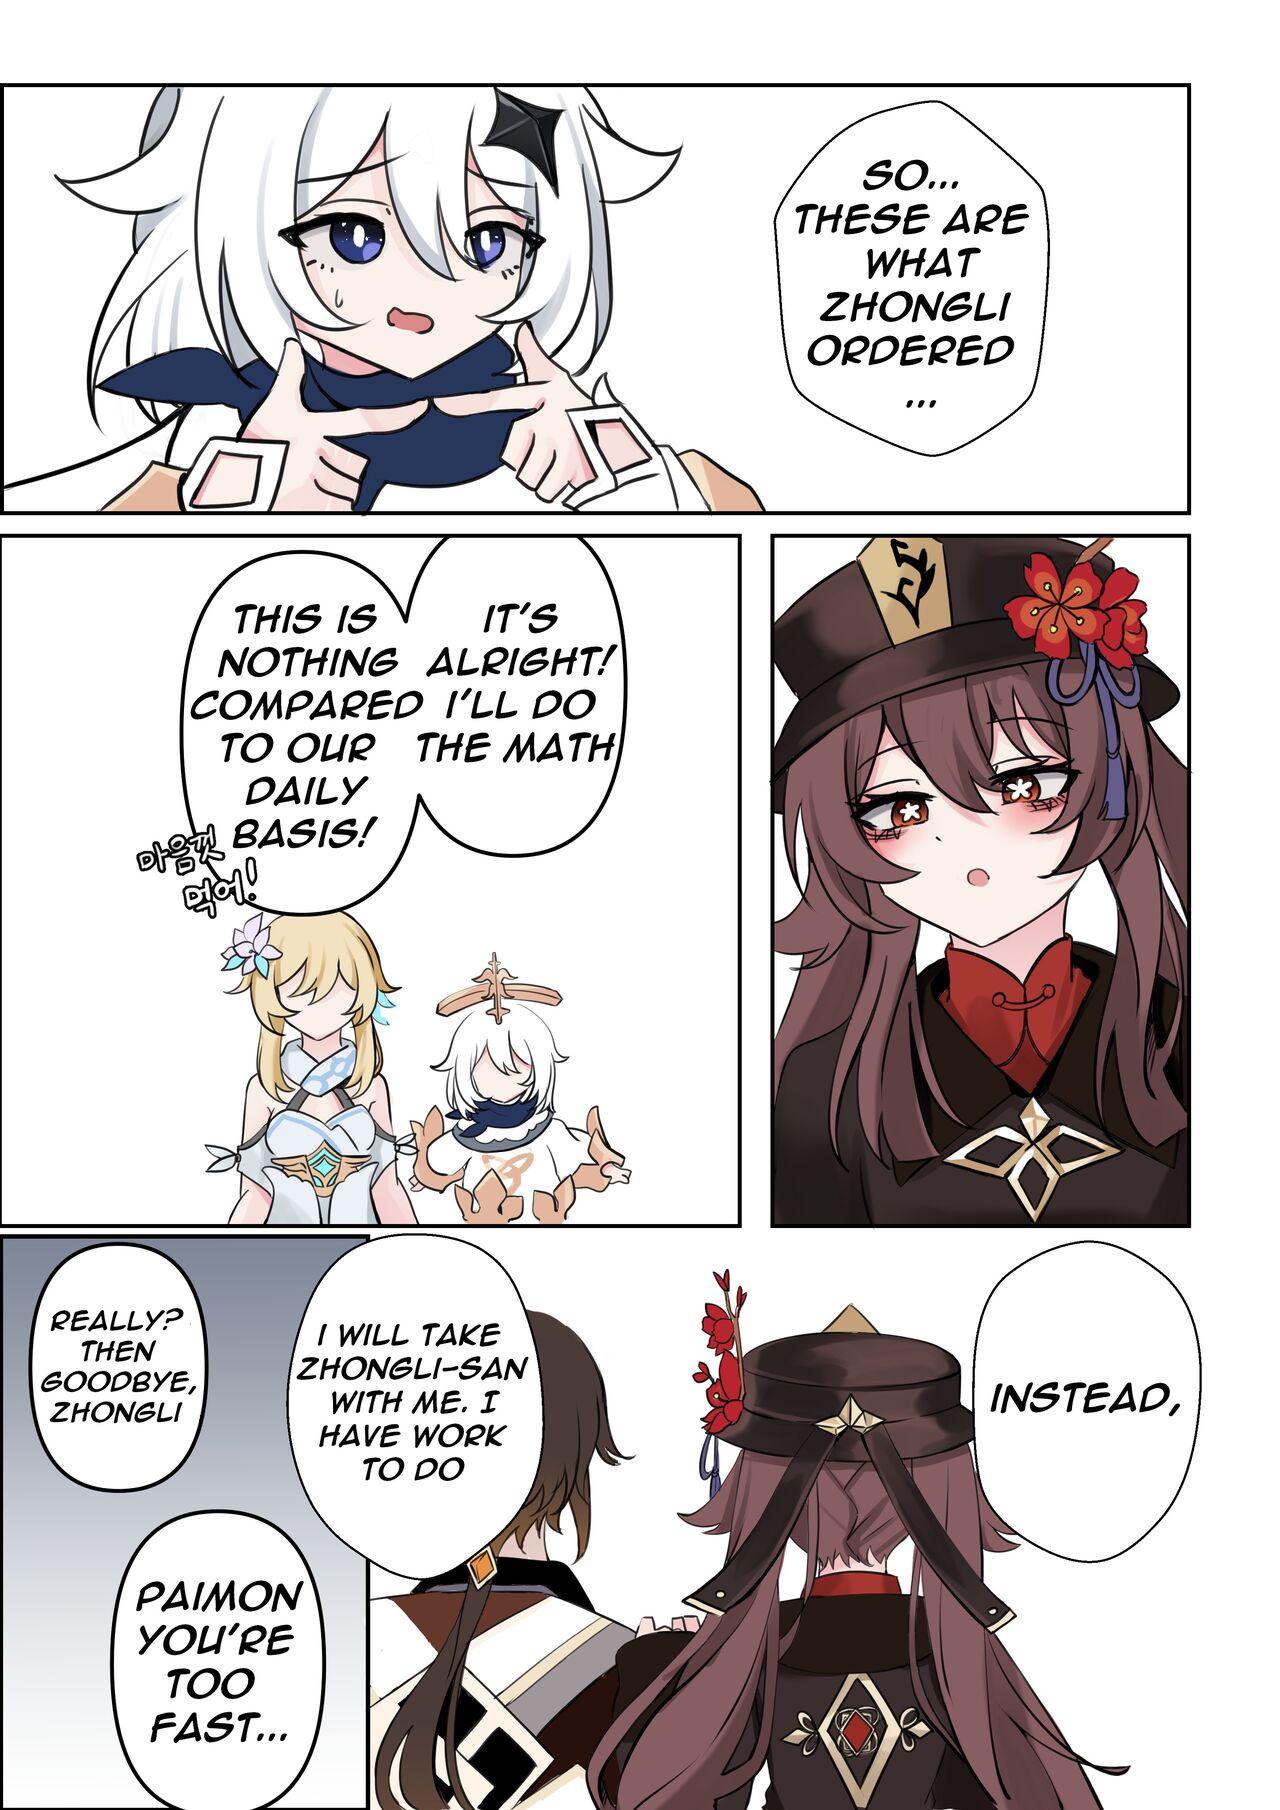 SO...
THESE ARE
WHAT
ZHONGLI
ORDERED
...
IT'S
ALRIGHT!
I'LL DO
THE MATH
THIS IS
NOTHING
COMPARED
TO OUR
DAILY
BASIS!
마음껏
먹어!
INSTEAD,
I WILL TAKE
ZHONGLI-SAN
WITH ME. I
HAVE WORK
TO DO
REALLY?
THEN
GOODBYE,
ZHONGLI
PAIMON
YOU'RE
TOO
FAST...